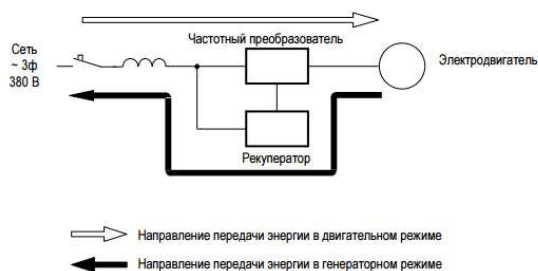 Частотный преобразователь
Сеть
~ 3ф
380 В
Электродвигатель
Рекуператор
Направление передачи энергии в двигательном режиме
Направление передачи энергии в генераторном режиме